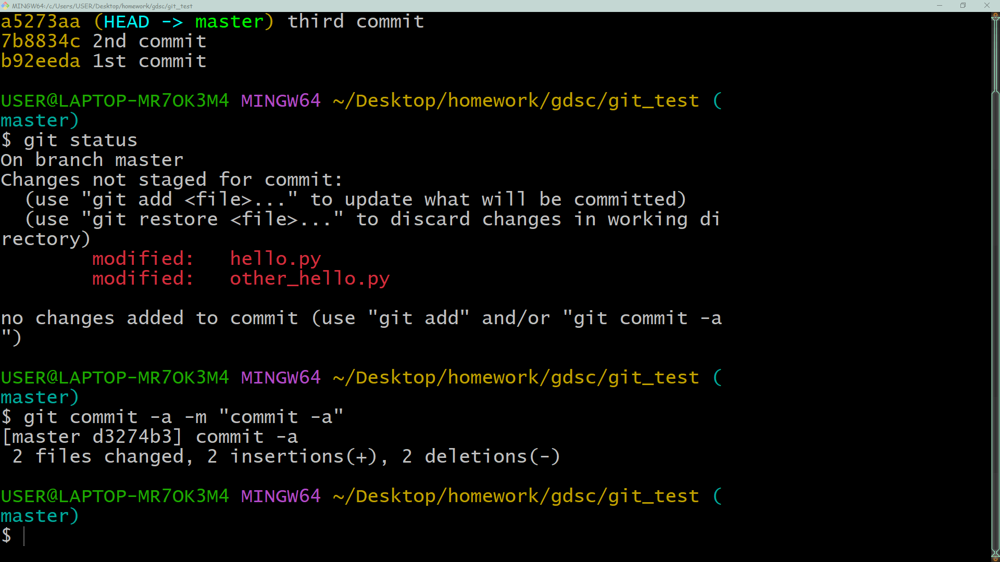 MINGW64:/c/Users/USER/Desktop/homework/gdsc/git_test
a5273aa (HEAD -> master) third commit
7b8834c 2nd commit
b92eeda 1st commit
USER@LAPTOP-MR7OK3M4 MINGW64 ~/Desktop/homework/gdsc/git_test (
master)
$ git status
On branch master
Changes not staged for commit:
  (use "git add <file>..." to update what will be committed)
  (use "git restore <file>..." to discard changes in working di
rectory)
        modified:   hello.py
        modified:   other_hello.py
no changes added to commit (use "git add" and/or "git commit -a
")
USER@LAPTOP-MR7OK3M4 MINGW64 ~/Desktop/homework/gdsc/git_test (
master)
$ git commit -a -m "commit -a"
[master d3274b3] commit -a
 2 files changed, 2 insertions(+), 2 deletions(-)
USER@LAPTOP-MR7OK3M4 MINGW64 ~/Desktop/homework/gdsc/git_test (
master)
$